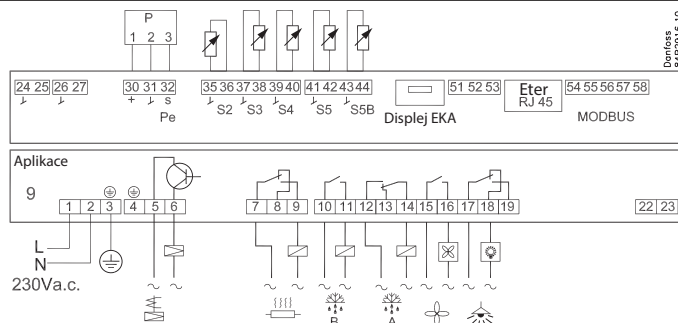 P
1 2 3
Danfoss
24 25 26 27 30 31 32 35 36 37 38 39 40 41 42 43 44 51 52 53 54 55 56 57 58
+ s S2 S3 S4 S5 S5B
Pe
Displej EKA
Eter
RJ 45
MODBUS
Aplikace
9
1 2 3 4 5 6 7 8 9 10 11 12 13 14 15 16 17 18 19 22 23
L
N
230Va.c.
B A